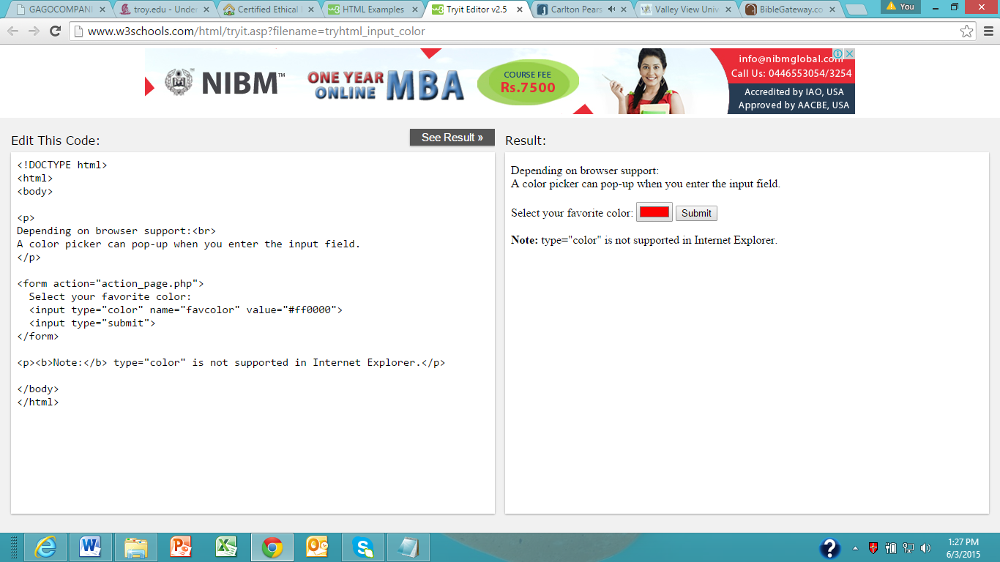 GAGOCOMPANI
troy.edu - Under
Certified Ethical
HTML Examples
Tryit Editor v2.5
Carlton Pears
Valley View Univ
BibleGateway.co
You
www.w3schools.com/html/tryit.asp?filename=tryhtml_input_color
NIBM™
ONE YEAR
ONLINE
MBA
COURSE FEE
Rs.7500
info@nibmglobal.com
Call Us: 0446553054/3254
Accredited by IAO, USA
Approved by AACBE, USA
Edit This Code:
See Result »
<!DOCTYPE html>
<html>
<body>
<p>
Depending on browser support:<br>
A color picker can pop-up when you enter the input field.
</p>
<form action="action_page.php">
Select your favorite color:
<input type="color" name="favcolor" value="#ff0000">
<input type="submit">
</form>
<p><b>Note:</b> type="color" is not supported in Internet Explorer.</p>
</body>
</html>
Result:
Depending on browser support:
A color picker can pop-up when you enter the input field.
Select your favorite color: Submit
Note: type="color" is not supported in Internet Explorer.
1:27 PM
6/3/2015